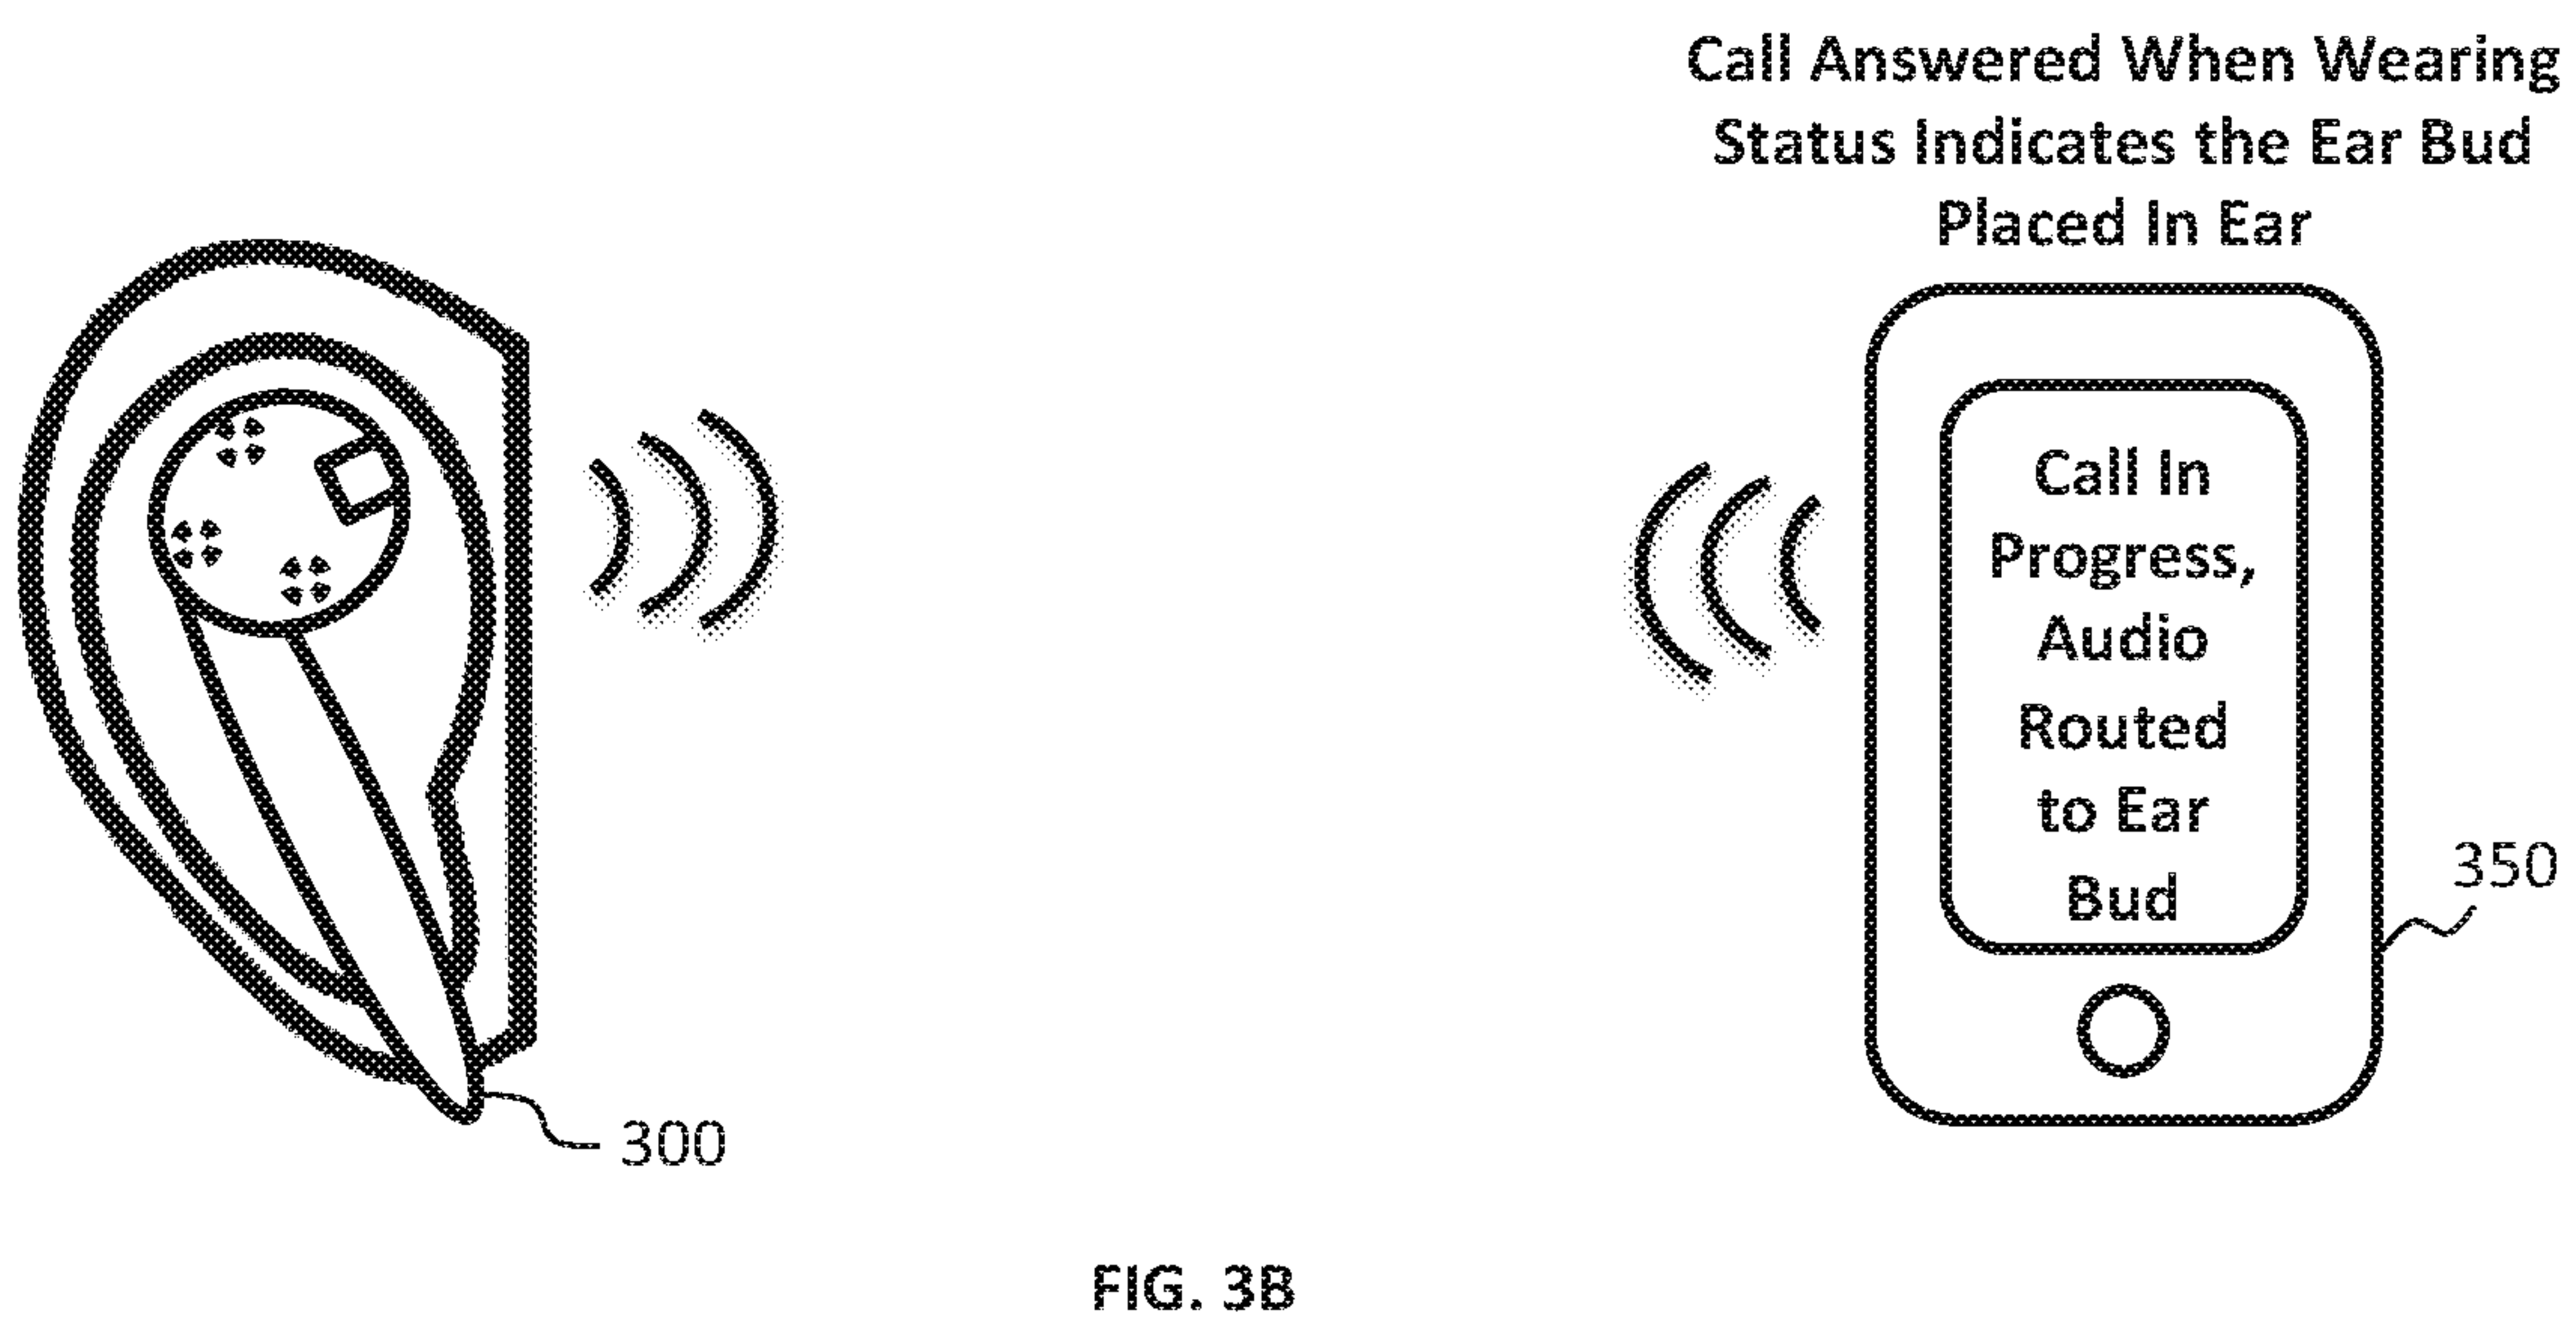 Call Answered When Wearing
Status Indicates the Ear Bud
Placed In Ear
Call In
Progress,
Audio
Routed
to Ear
Bud
350
300
FIG. 3B